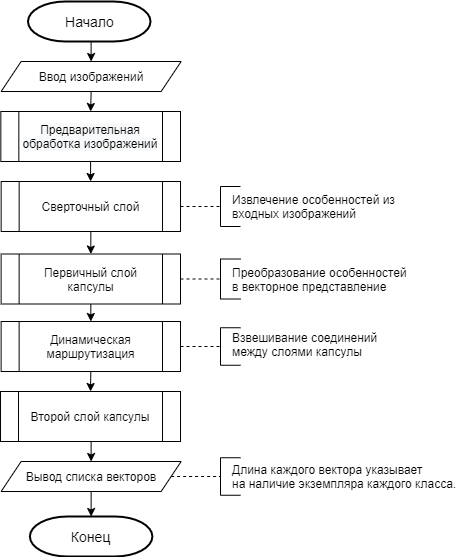 Начало
Ввод изображений
Предварительная
обработка изображений
Сверточный слой
Извлечение особенностей из
входных изображений
Первичный слой
капсулы
Преобразование особенностей
в векторное представление
Динамическая
маршрутизация
Взвешивание соединений
между слоями капсулы
Второй слой капсулы
Вывод списка векторов
Длина каждого вектора указывает
на наличие экземпляра каждого класса.
Конец